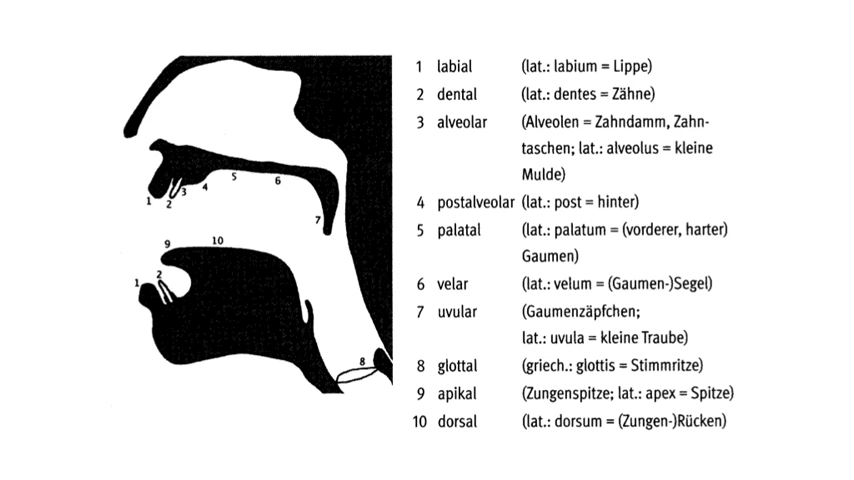 1 labial (lat.: labium = Lippe)
2 dental (lat.: dentes = Zähne)
3 alveolar (Alveolen = Zahndamm, Zahn-
taschen; lat.: alveolus = kleine
Mulde)
4 postalveolar (lat.: post = hinter)
5 palatal (lat.: palatum = (vorderer, harter)
Gaumen)
6 velar (lat.: velum = (Gaumen-)Segel)
7 uvular (Gaumenzäpfchen;
lat.: uvula = kleine Traube)
8 glottal (griech.: glottis = Stimmritze)
9 apikal (Zungenspitze; lat.: apex = Spitze)
10 dorsal (lat.: dorsum = (Zungen-)Rücken)
1
2
3
4
5
6
7
9
10
1
2
8